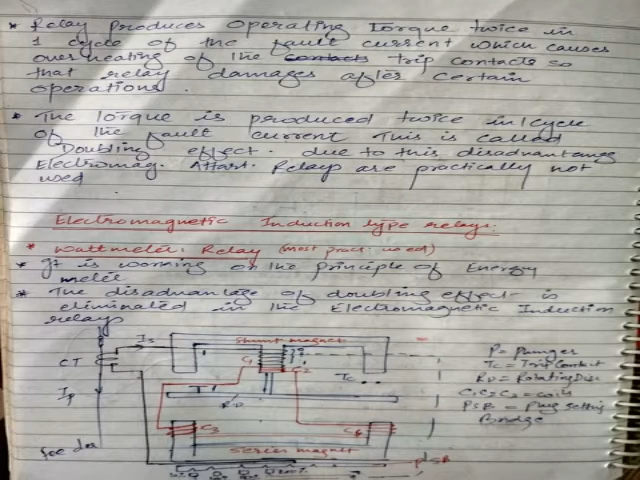 * Relay produces Operating Torque twice in
1 cycle of the fault current which causes
over heating of the contacts trip contacts so
that relay damages after certain
operations.
* The Torque is produced twice in 1 cycle
of the fault current This is called
Doubling effect. due to this disadvantange
Electromag. Attart. Relays are practically not
used
Electromagnetic Induction type relays:
* Wattmeter Relay (most pract. used)
* It is working on the principle of Energy
meter
* The disadvantage of doubling effect is
eliminated in the Electromagnetic Induction
relays
Is
shunt magnet
CT
C1
C2
Tc
Ip
RD
C3
C4
series magnet
PSB
P = Plunger
Tc = Trip Contact
RD = Rotating Disc
C1 C2 C3 = coils
PSB = Plug setting
Bridge